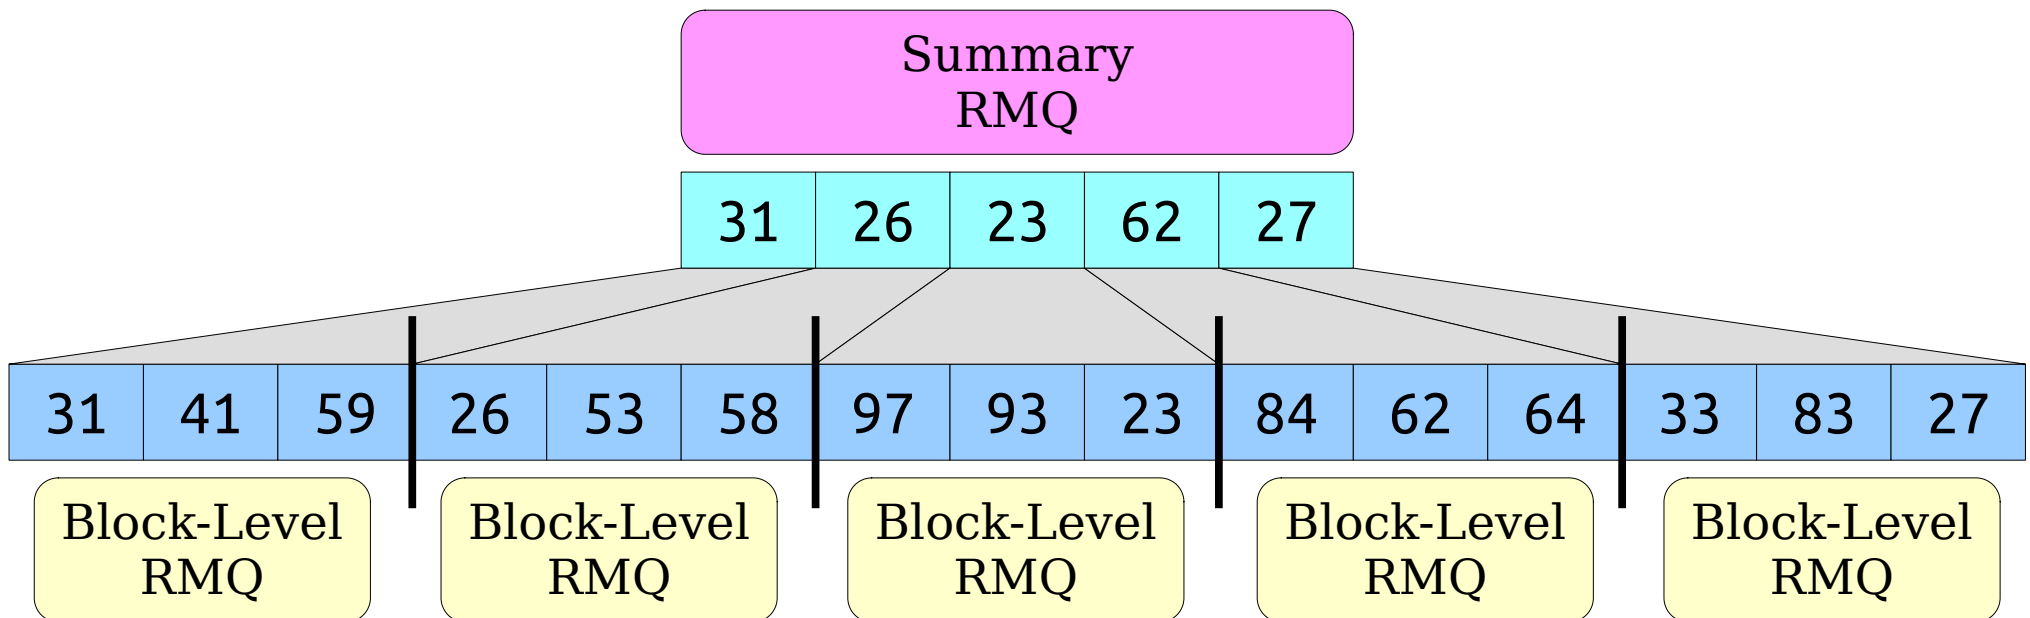 Summary
RMQ
31 26 23 62 27
31 41 59 26 53 58 97 93 23 84 62 64 33 83 27
Block-Level Block-Level Block-Level Block-Level Block-Level
RMQ RMQ RMQ RMQ RMQ